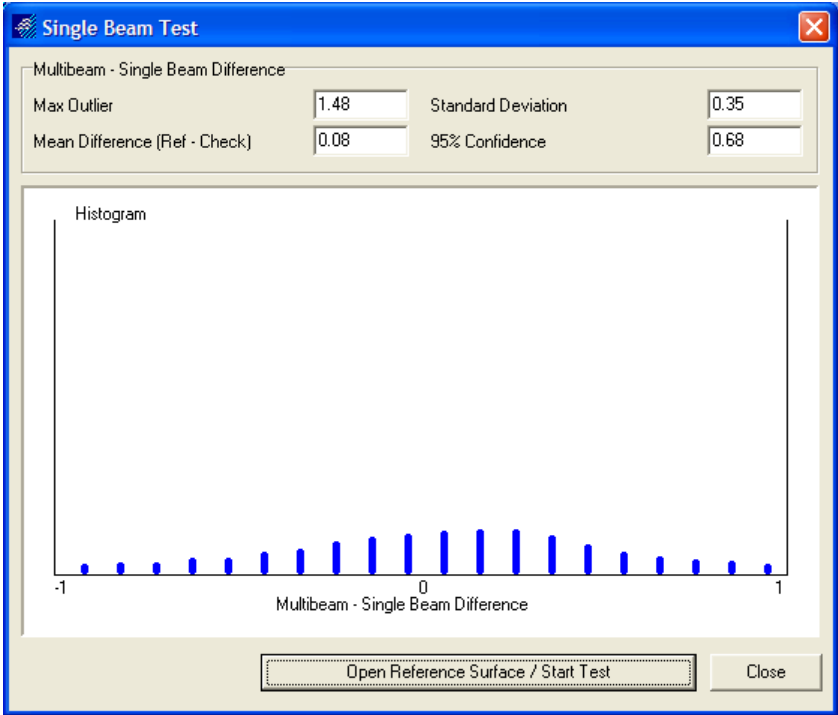 Single Beam Test
Multibeam - Single Beam Difference
Max Outlier 1.48 Standard Deviation 0.35
Mean Difference (Ref - Check) 0.08 95% Confidence 0.68
Histogram
-1 0 1
Multibeam - Single Beam Difference
Open Reference Surface / Start Test Close